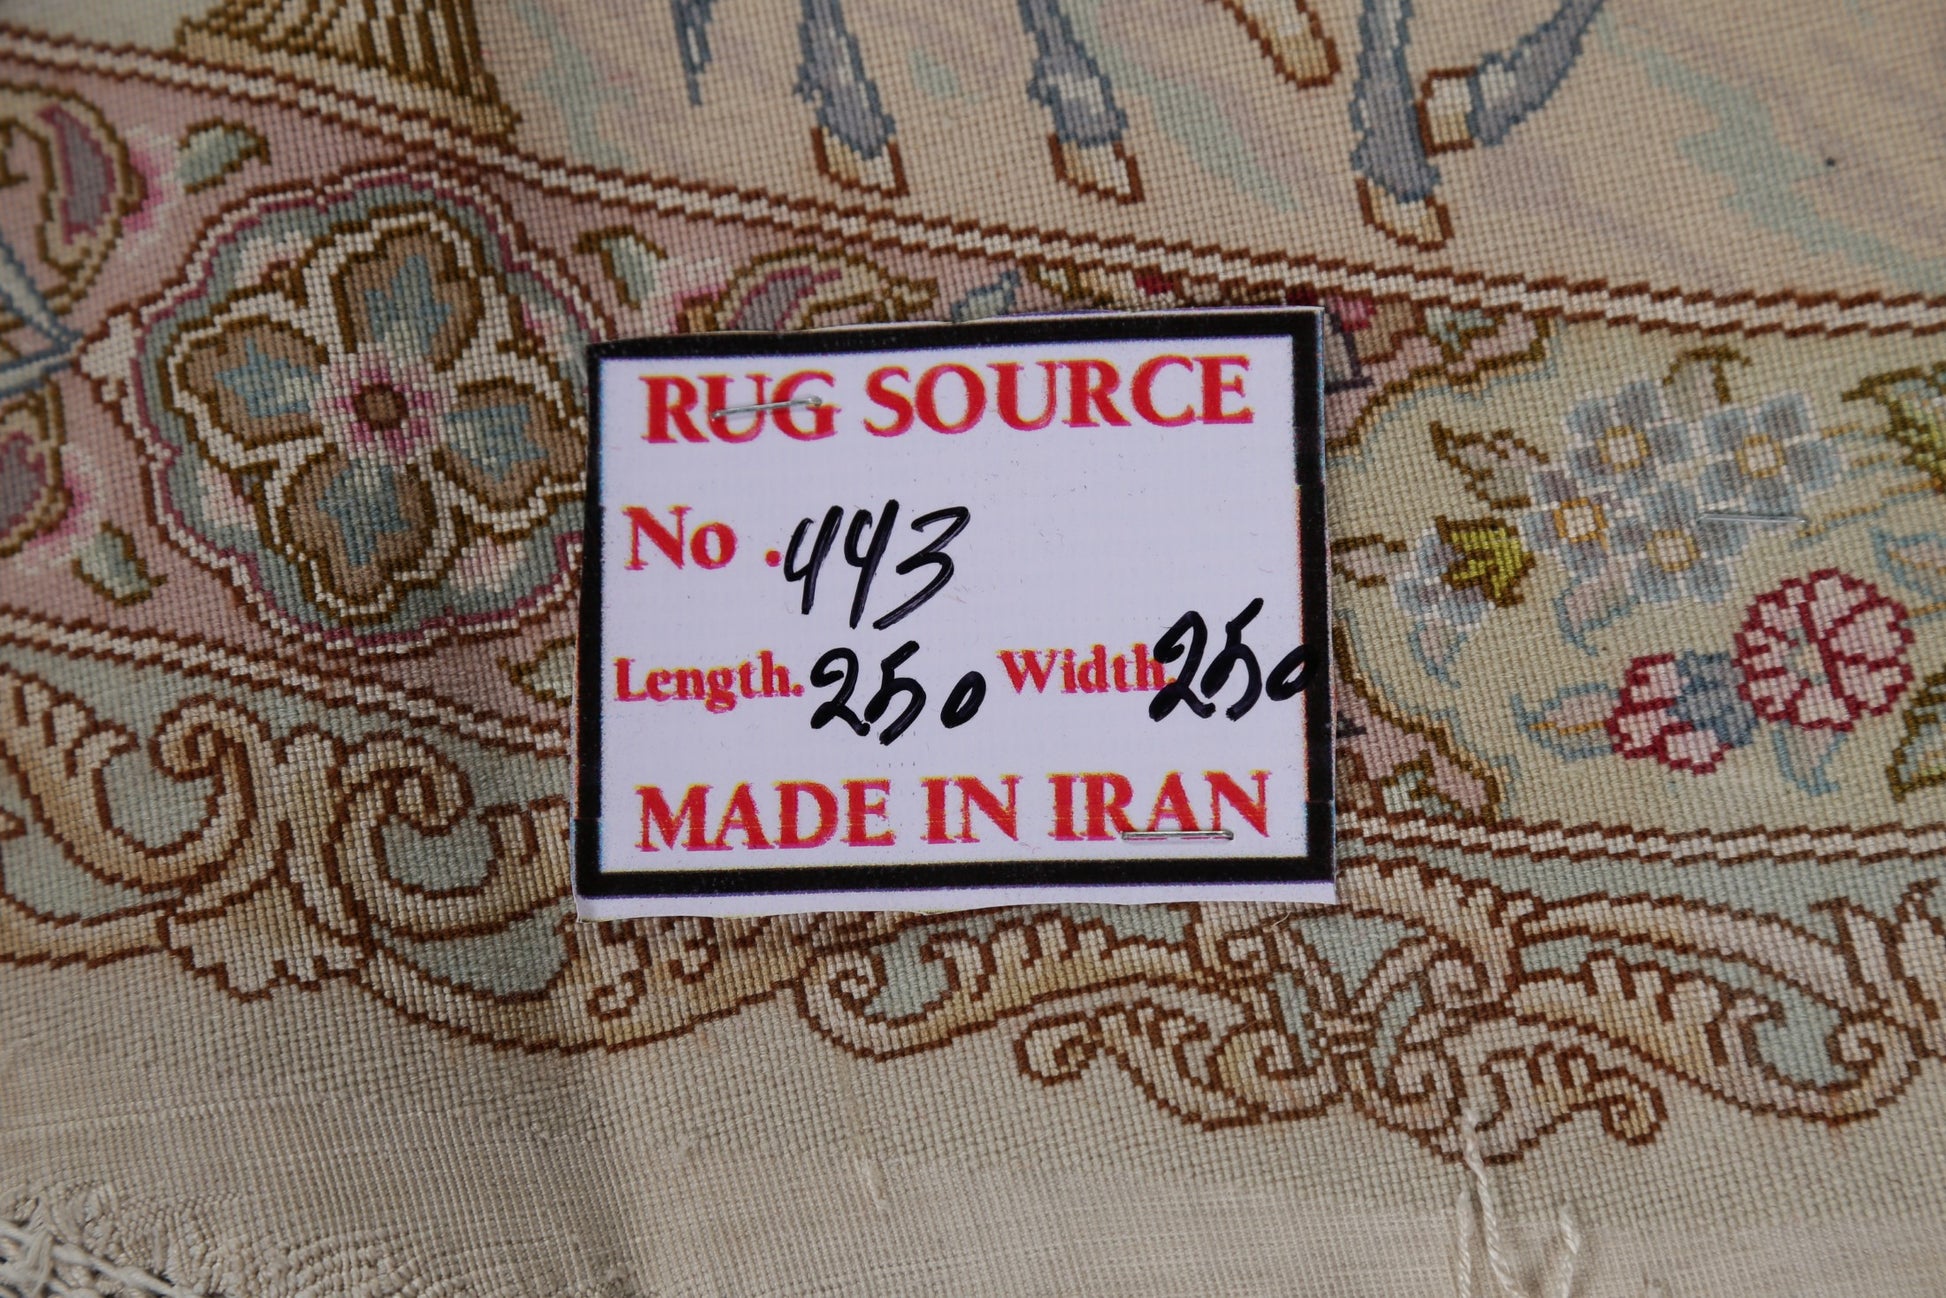 RUG SOURCE
No. 443
Length. 250 Width. 250
MADE IN IRAN